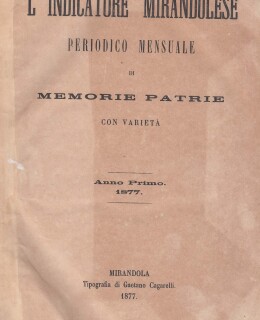 L' INDICATORE MIRANDOLESE
PERIODICO MENSUALE
DI
MEMORIE PATRIE
CON VARIETÀ
Anno Primo.
1877.
MIRANDOLA
Tipografia di Gaetano Cagarelli.
1877.